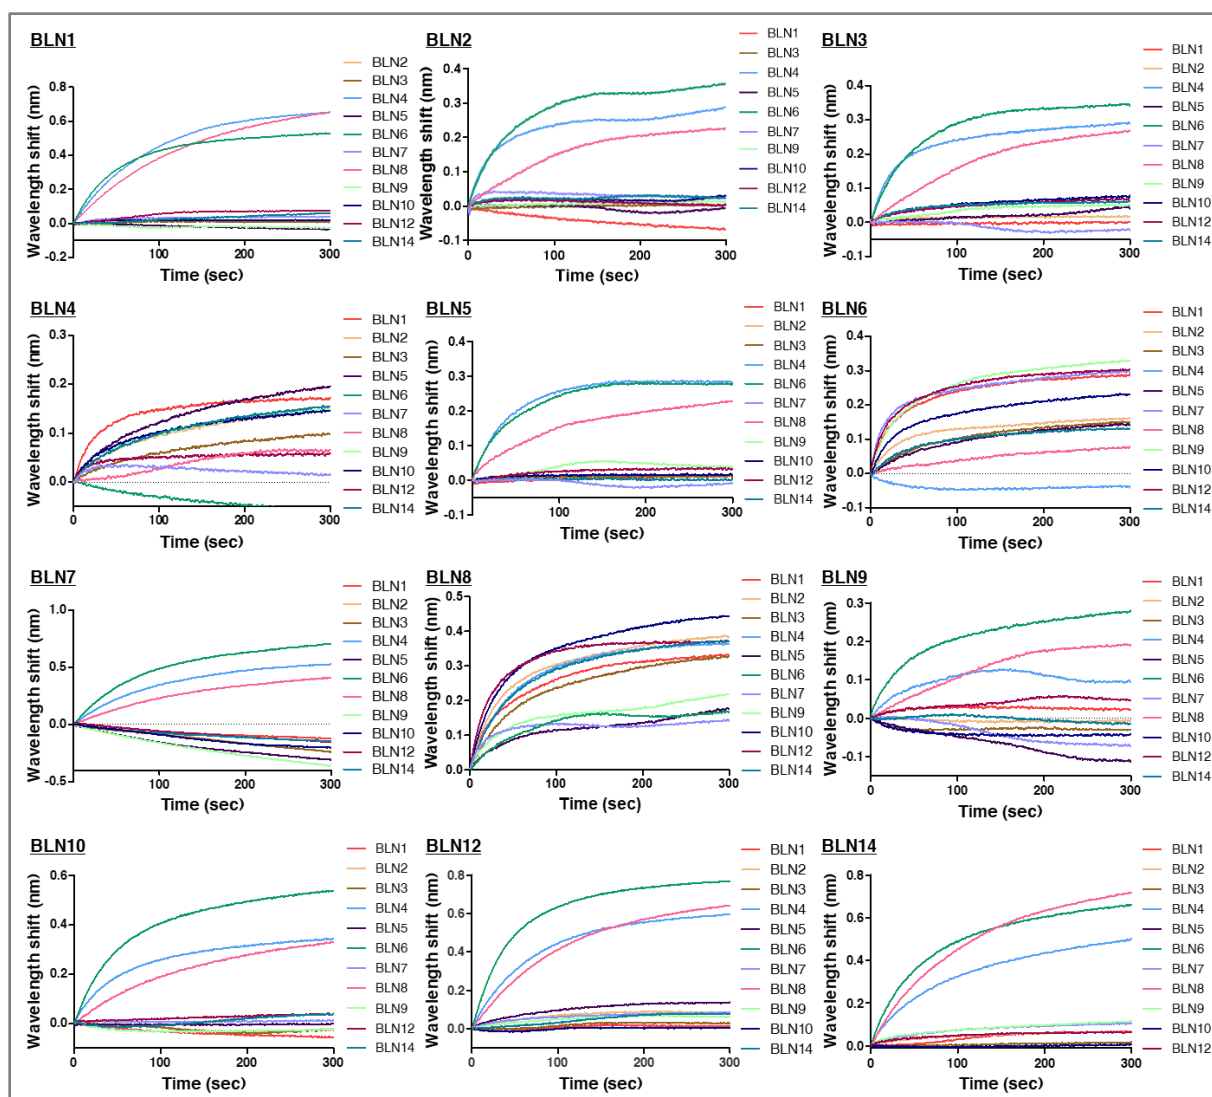 BLN1
Wavelength shift (nm)
0.8
0.6
0.4
0.2
0.0
-0.2
0
100
200
300
Time (sec)
BLN2
BLN3
BLN4
BLN5
BLN6
BLN7
BLN8
BLN9
BLN10
BLN12
BLN14
BLN2
Wavelength shift (nm)
0.4
0.3
0.2
0.1
0.0
-0.1
0
100
200
300
Time (sec)
BLN1
BLN3
BLN4
BLN5
BLN6
BLN7
BLN9
BLN10
BLN12
BLN14
BLN3
Wavelength shift (nm)
0.4
0.3
0.2
0.1
0.0
-0.1
0
100
200
300
Time (sec)
BLN1
BLN2
BLN4
BLN5
BLN6
BLN7
BLN8
BLN9
BLN10
BLN12
BLN14
BLN4
Wavelength shift (nm)
0.3
0.2
0.1
0.0
0
100
200
300
Time (sec)
BLN1
BLN2
BLN3
BLN5
BLN6
BLN7
BLN8
BLN9
BLN10
BLN12
BLN14
BLN5
Wavelength shift (nm)
0.4
0.3
0.2
0.1
0.0
-0.1
0
100
200
300
Time (sec)
BLN1
BLN2
BLN3
BLN4
BLN6
BLN7
BLN8
BLN9
BLN10
BLN12
BLN14
BLN6
Wavelength shift (nm)
0.4
0.3
0.2
0.1
0.0
-0.1
0
100
200
300
Time (sec)
BLN1
BLN2
BLN3
BLN4
BLN5
BLN7
BLN8
BLN9
BLN10
BLN12
BLN14
BLN7
Wavelength shift (nm)
1.0
0.5
0.0
-0.5
0
100
200
300
Time (sec)
BLN1
BLN2
BLN3
BLN4
BLN5
BLN6
BLN8
BLN9
BLN10
BLN12
BLN14
BLN8
Wavelength shift (nm)
0.5
0.4
0.3
0.2
0.1
0.0
0
100
200
300
Time (sec)
BLN1
BLN2
BLN3
BLN4
BLN5
BLN6
BLN7
BLN9
BLN10
BLN12
BLN14
BLN9
Wavelength shift (nm)
0.3
0.2
0.1
0.0
-0.1
0
100
200
300
Time (sec)
BLN1
BLN2
BLN3
BLN4
BLN5
BLN6
BLN7
BLN8
BLN10
BLN12
BLN14
BLN10
Wavelength shift (nm)
0.6
0.4
0.2
0.0
0
100
200
300
Time (sec)
BLN1
BLN2
BLN3
BLN4
BLN5
BLN6
BLN7
BLN8
BLN9
BLN12
BLN14
BLN12
Wavelength shift (nm)
0.8
0.6
0.4
0.2
0.0
0
100
200
300
Time (sec)
BLN1
BLN2
BLN3
BLN4
BLN5
BLN6
BLN7
BLN8
BLN9
BLN10
BLN14
BLN14
Wavelength shift (nm)
0.8
0.6
0.4
0.2
0.0
0
100
200
300
Time (sec)
BLN1
BLN2
BLN3
BLN4
BLN5
BLN6
BLN7
BLN8
BLN9
BLN10
BLN12